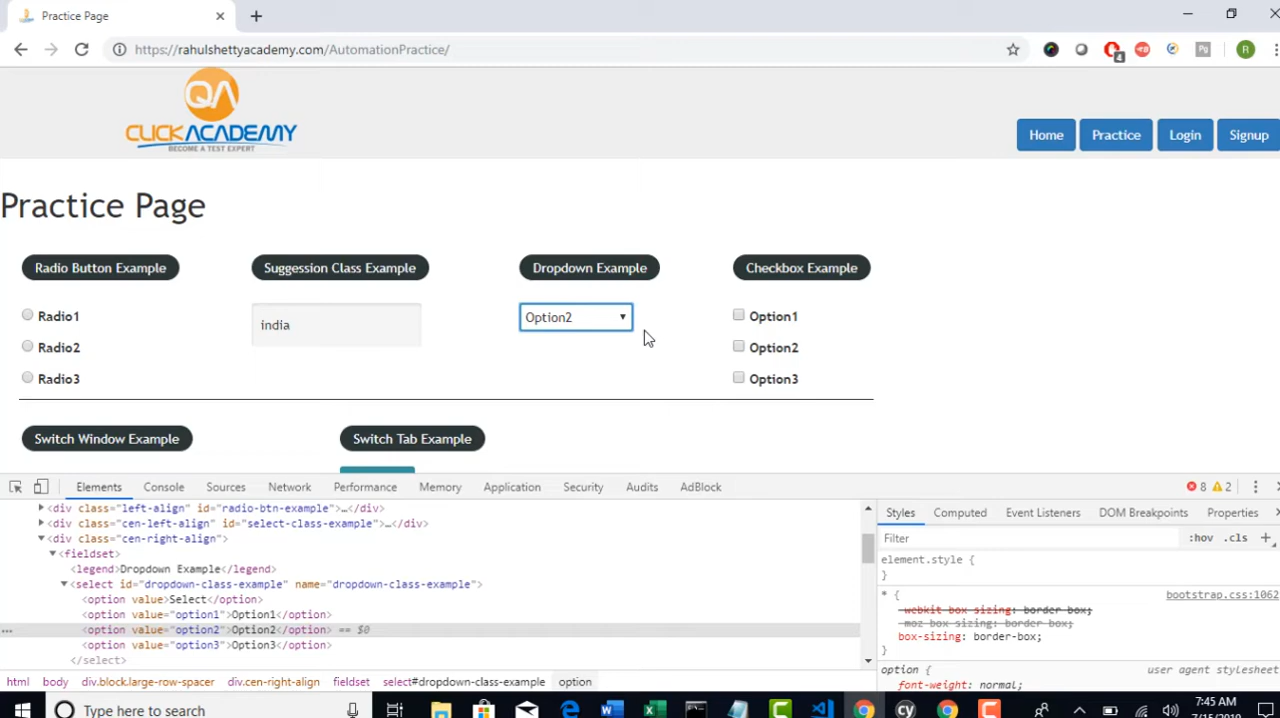 Practice Page
https://rahulshettyacademy.com/AutomationPractice/
4
R
QA
CLICKACADEMY
BECOME A TEST EXPERT
Home Practice Login Signup
Practice Page
Radio Button Example Suggession Class Example Dropdown Example Checkbox Example
Radio1 india Option2 Option1
Radio2 Option2
Radio3 Option3
Switch Window Example Switch Tab Example
Elements Console Sources Network Performance Memory Application Security Audits AdBlock 8 2
<div class="left-align" id="radio-btn-example">…</div>
<div class="cen-left-align" id="select-class-example">…</div>
<div class="cen-right-align">
<fieldset>
<legend>Dropdown Example</legend>
<select id="dropdown-class-example" name="dropdown-class-example">
<option value>Select</option>
<option value="option1">Option1</option>
... <option value="option2">Option2</option> == $0
<option value="option3">Option3</option>
</select>
html body div.block.large-row-spacer div.cen-right-align fieldset select#dropdown-class-example option
Styles Computed Event Listeners DOM Breakpoints Properties
Filter :hov .cls +
element.style {
}
* { bootstrap.css:1062
-webkit-box-sizing: border-box;
-moz-box-sizing: border-box;
box-sizing: border-box;
}
option { user agent stylesheet
font-weight: normal;
Type here to search
cy
7:45 AM